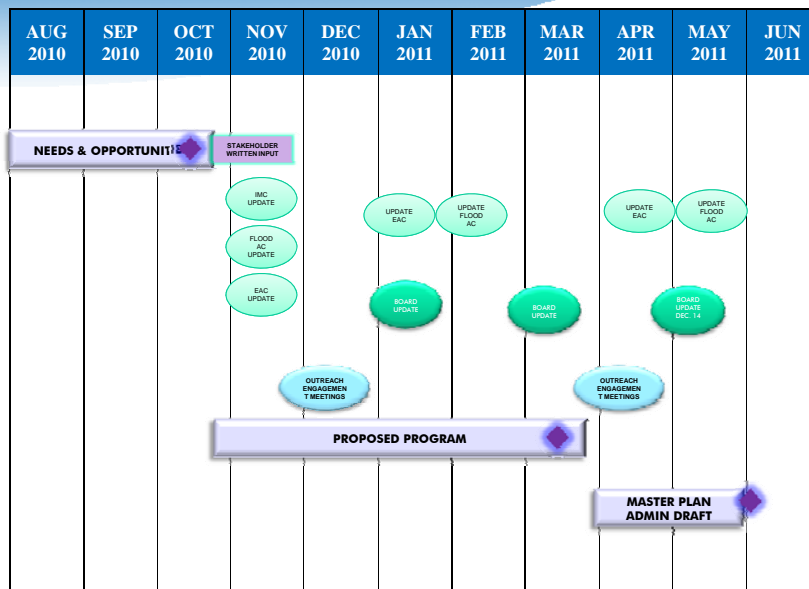 AUG SEP OCT NOV DEC JAN FEB MAR APR MAY JUN
2010 2010 2010 2010 2010 2011 2011 2011 2011 2011 2011
NEEDS & OPPORTUNITIES
STAKEHOLDER
WRITTEN INPUT
IMC
UPDATE
UPDATE
EAC
UPDATE
FLOOD
AC
UPDATE
EAC
UPDATE
FLOOD
AC
FLOOD
AC
UPDATE
EAC
UPDATE
BOARD
UPDATE
BOARD
UPDATE
BOARD
UPDATE
DEC. 14
OUTREACH
ENGAGEMEN
T MEETINGS
OUTREACH
ENGAGEMEN
T MEETINGS
PROPOSED PROGRAM
MASTER PLAN
ADMIN DRAFT